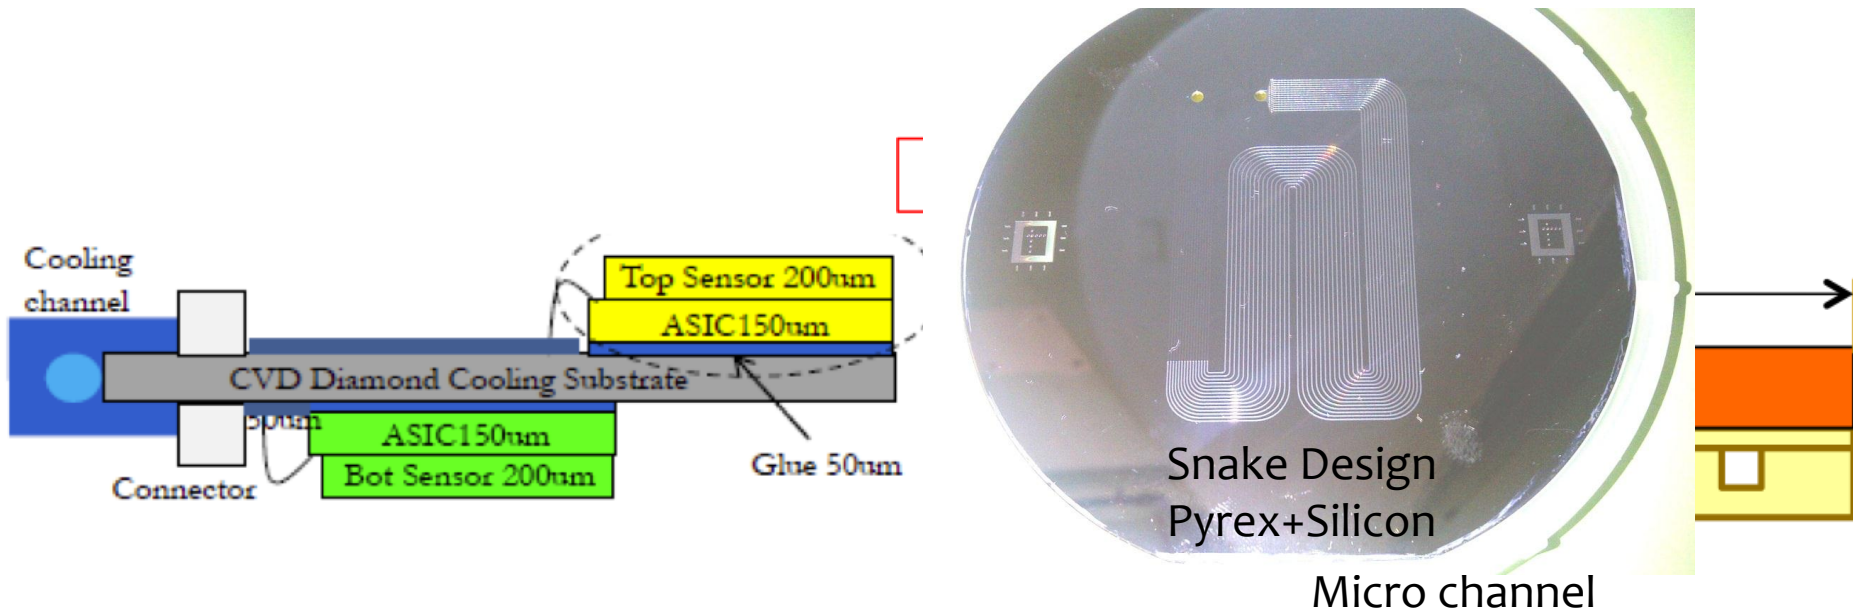 Cooling
channel
Top Sensor 200um
ASIC150um
CVD Diamond Cooling Substrate
50um
ASIC150um
Bot Sensor 200um
Connector
Glue 50um
Snake Design
Pyrex+Silicon
Micro channel